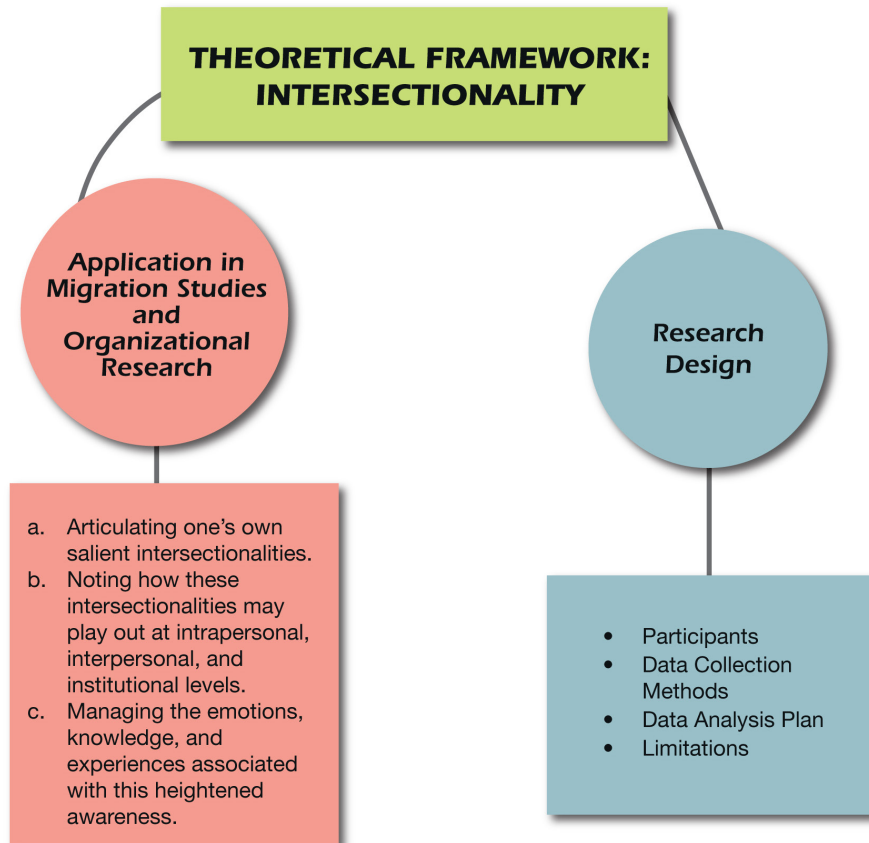 THEORETICAL FRAMEWORK:
INTERSECTIONALITY
Application in
Migration Studies
and
Organizational
Research
a. Articulating one’s own
salient intersectionalities.
b. Noting how these
intersectionalities may
play out at intrapersonal,
interpersonal, and
institutional levels.
c. Managing the emotions,
knowledge, and
experiences associated
with this heightened
awareness.
Research
Design
• Participants
• Data Collection
Methods
• Data Analysis Plan
• Limitations